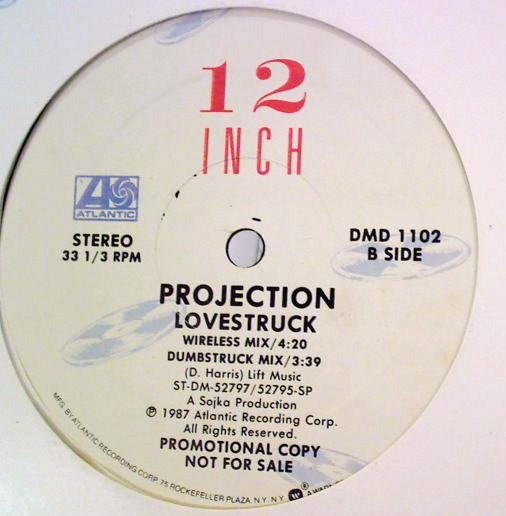 12
INCH
ATLANTIC
STEREO
33 1/3 RPM
DMD 1102
B SIDE
PROJECTION
LOVESTRUCK
WIRELESS MIX/4:20
DUMBSTRUCK MIX/3:39
(D. Harris) Lift Music
ST-DM-52797/52795-SP
A Sojka Production
℗ 1987 Atlantic Recording Corp.
All Rights Reserved.
PROMOTIONAL COPY
NOT FOR SALE
MFG. BY ATLANTIC RECORDING CORP. 75 ROCKEFELLER PLAZA, N.Y. N.Y. ® A